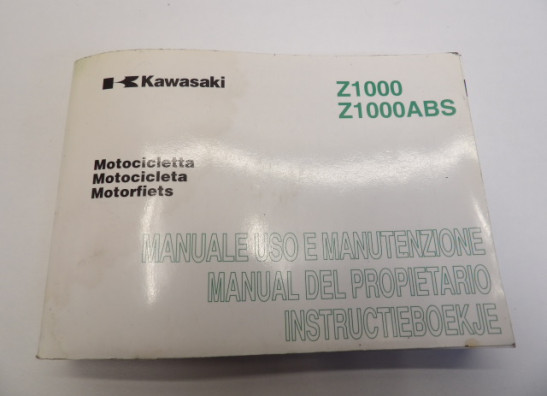 Kawasaki
Z1000
Z1000ABS
Motocicletta
Motocicleta
Motorfiets
MANUALE USO E MANUTENZIONE
MANUAL DEL PROPIETARIO
INSTRUCTIEBOEKJE